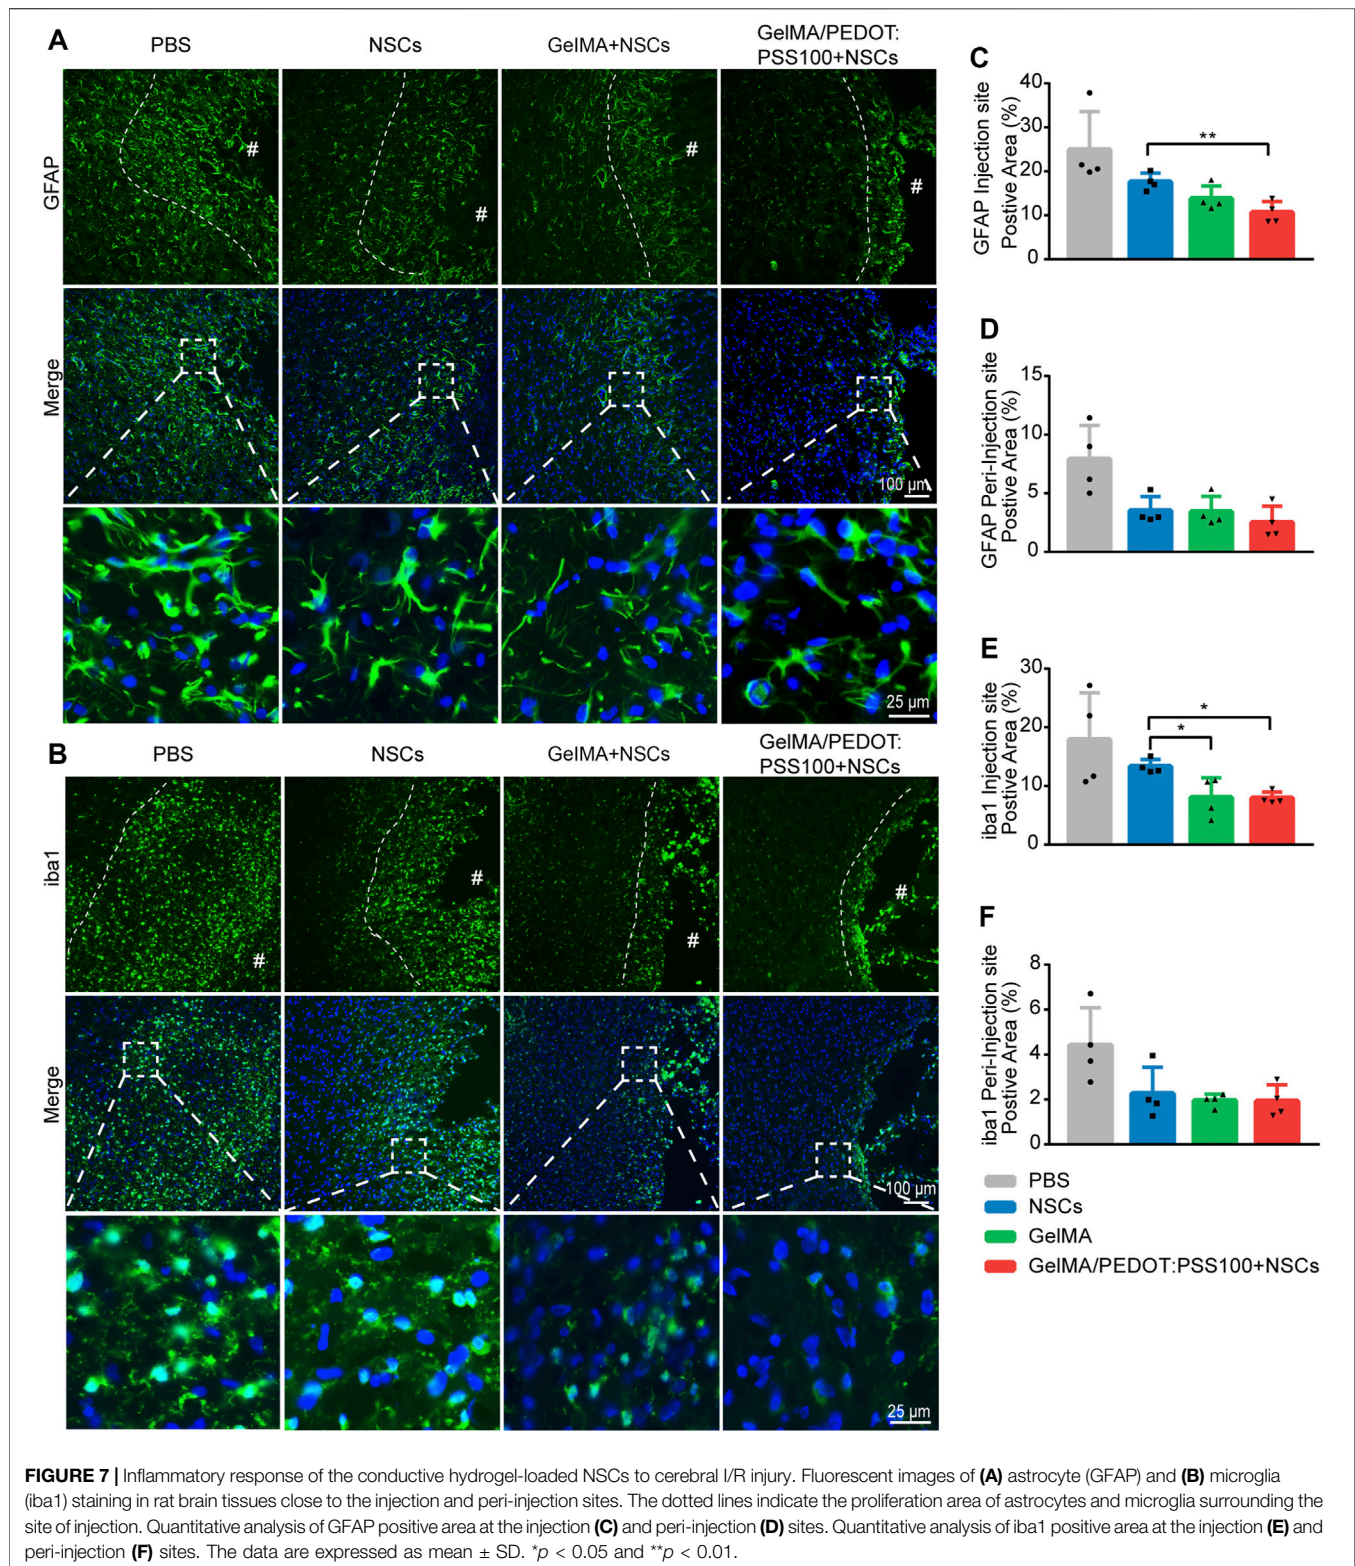 A
PBS
NSCs
GelMA+NSCs
GelMA/PEDOT:
PSS100+NSCs
GFAP
#
#
#
#
Merge
100 µm
25 µm
B
PBS
NSCs
GelMA+NSCs
GelMA/PEDOT:
PSS100+NSCs
iba1
#
#
#
#
Merge
100 µm
25 µm
C
GFAP Injection site
Postive Area (%)
40
30
20
10
0
**
D
GFAP Peri-Injection site
Postive Area (%)
15
10
5
0
E
iba1 Injection site
Postive Area (%)
30
20
10
0
*
*
F
iba1 Peri-Injection site
Postive Area (%)
8
6
4
2
0
PBS
NSCs
GelMA
GelMA/PEDOT:PSS100+NSCs
FIGURE 7 | Inflammatory response of the conductive hydrogel-loaded NSCs to cerebral I/R injury. Fluorescent images of (A) astrocyte (GFAP) and (B) microglia
(iba1) staining in rat brain tissues close to the injection and peri-injection sites. The dotted lines indicate the proliferation area of astrocytes and microglia surrounding the
site of injection. Quantitative analysis of GFAP positive area at the injection (C) and peri-injection (D) sites. Quantitative analysis of iba1 positive area at the injection (E) and
peri-injection (F) sites. The data are expressed as mean ± SD. *p < 0.05 and **p < 0.01.